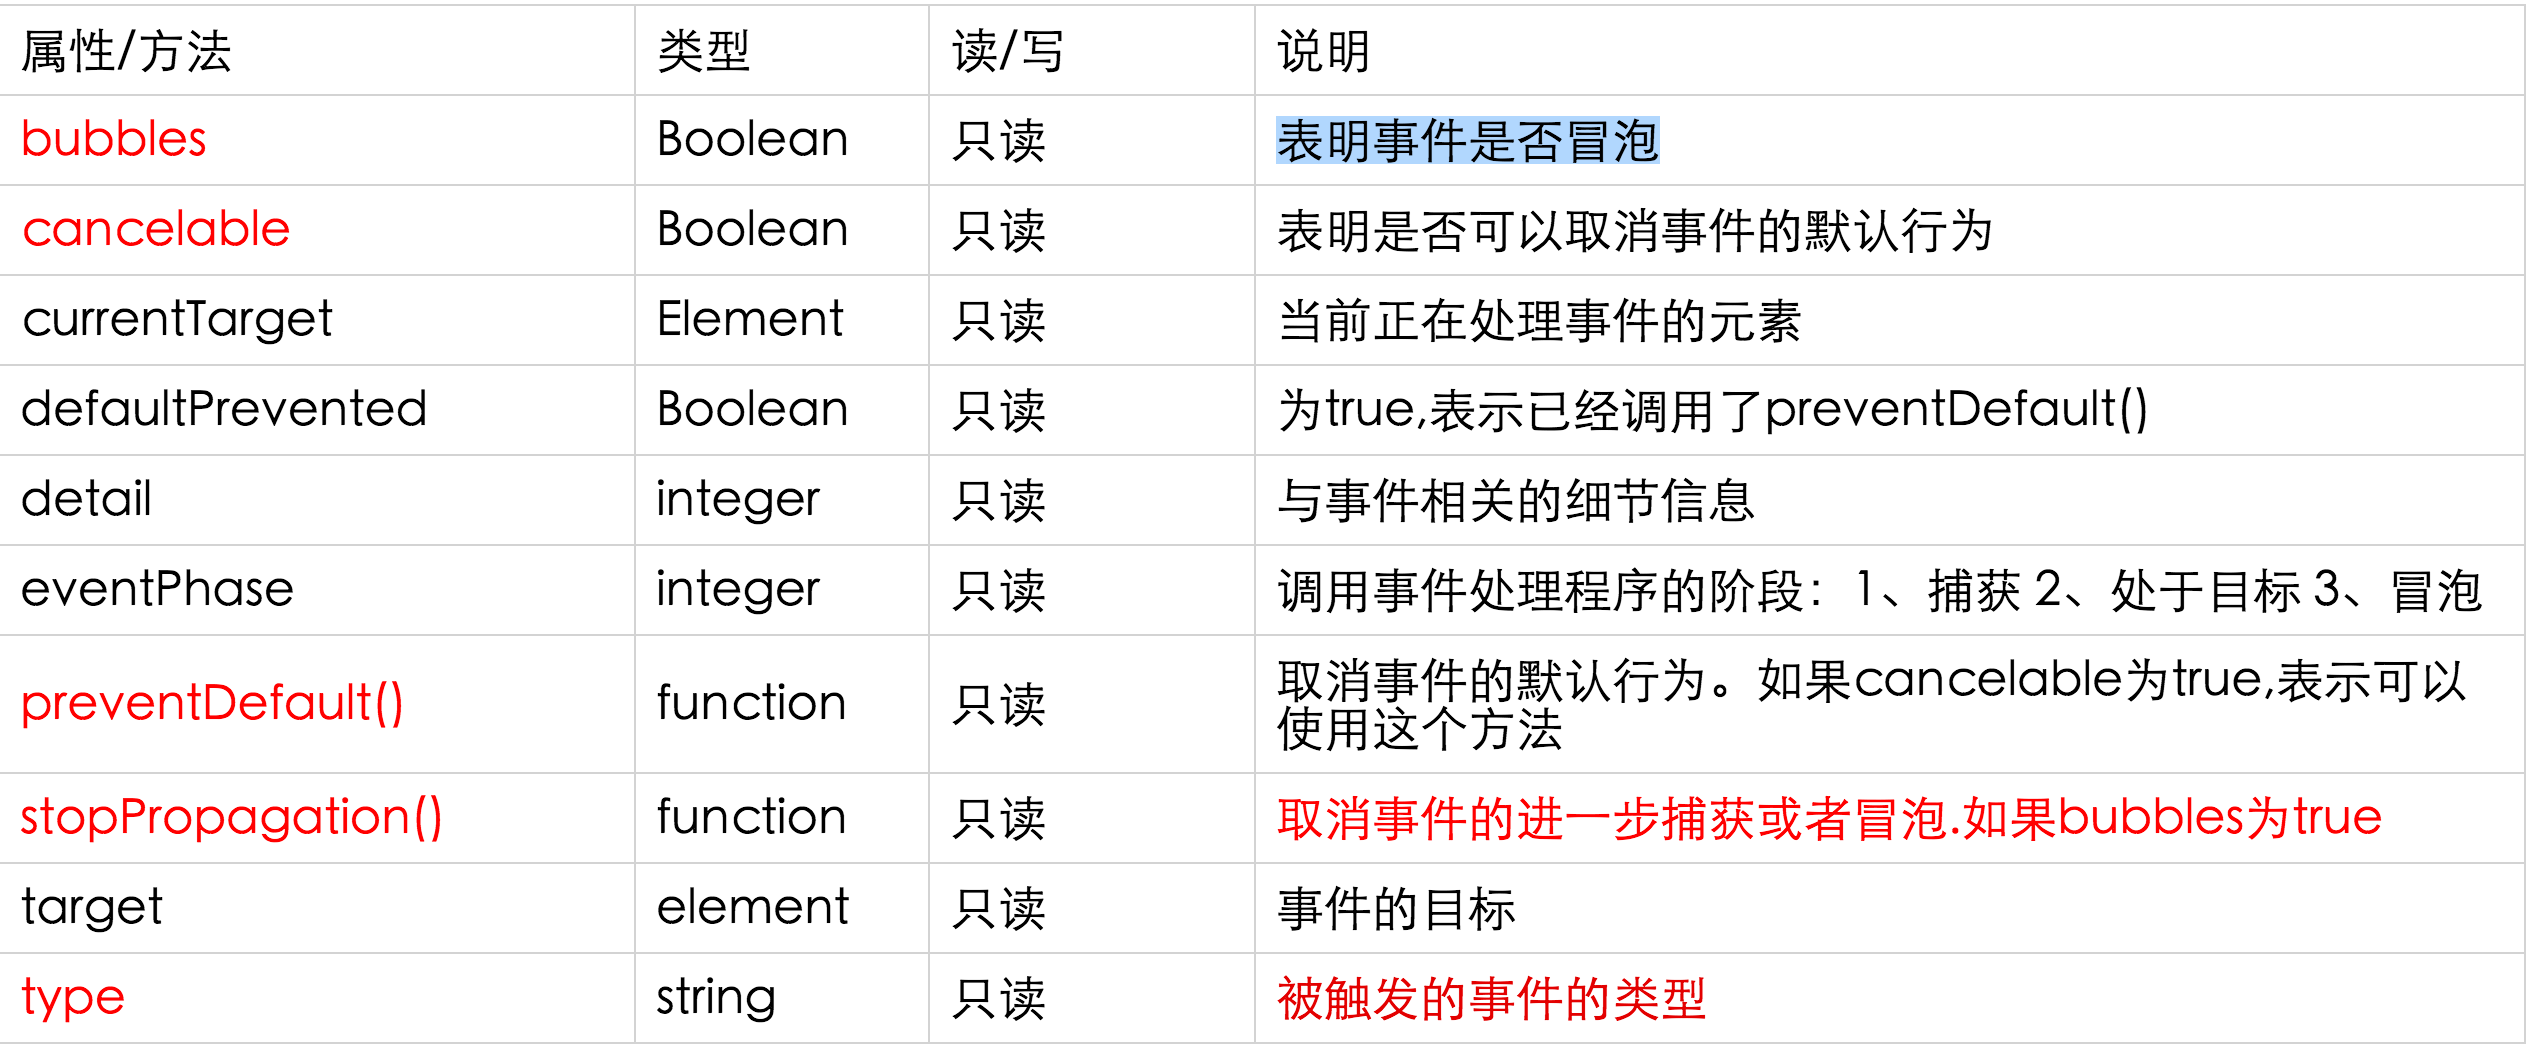 属性/方法 类型 读/写 说明
bubbles Boolean 只读 表明事件是否冒泡
cancelable Boolean 只读 表明是否可以取消事件的默认行为
currentTarget Element 只读 当前正在处理事件的元素
defaultPrevented Boolean 只读 为true,表示已经调用了preventDefault()
detail integer 只读 与事件相关的细节信息
eventPhase integer 只读 调用事件处理程序的阶段：1、捕获 2、处于目标 3、冒泡
preventDefault() function 只读 取消事件的默认行为。如果cancelable为true,表示可以
使用这个方法
stopPropagation() function 只读 取消事件的进一步捕获或者冒泡.如果bubbles为true
target element 只读 事件的目标
type string 只读 被触发的事件的类型